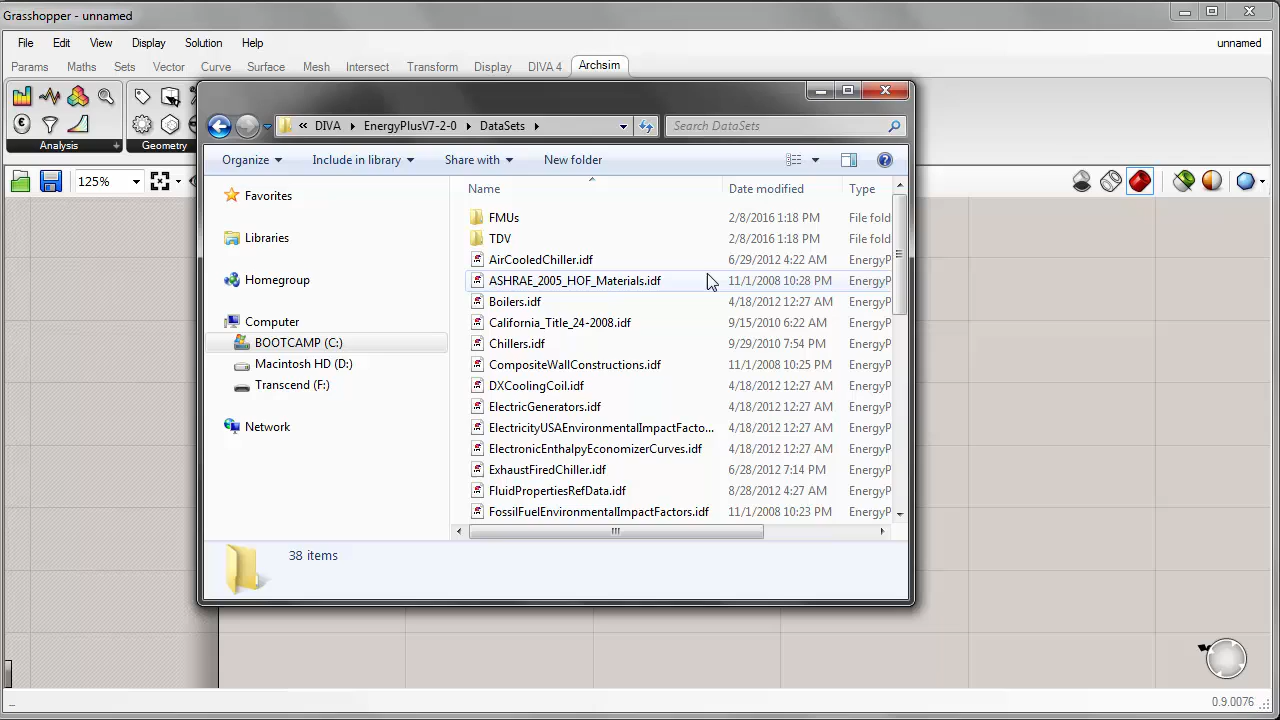 Grasshopper - unnamed
File Edit View Display Solution Help unnamed
Params Maths Sets Vector Curve Surface Mesh Intersect Transform Display DIVA 4 Archsim
Analysis Geometry
125%
« DIVA EnergyPlusV7-2-0 DataSets Search DataSets
Organize Include in library Share with New folder
Favorites
Libraries
Homegroup
Computer
BOOTCAMP (C:)
Macintosh HD (D:)
Transcend (F:)
Network
Name Date modified Type
FMUs 2/8/2016 1:18 PM File fold
TDV 2/8/2016 1:18 PM File fold
AirCooledChiller.idf 6/29/2012 4:22 AM EnergyP
ASHRAE_2005_HOF_Materials.idf 11/1/2008 10:28 PM EnergyP
Boilers.idf 4/18/2012 12:27 AM EnergyP
California_Title_24-2008.idf 9/15/2010 6:22 AM EnergyP
Chillers.idf 9/29/2010 7:54 PM EnergyP
CompositeWallConstructions.idf 11/1/2008 10:25 PM EnergyP
DXCoolingCoil.idf 4/18/2012 12:27 AM EnergyP
ElectricGenerators.idf 4/18/2012 12:27 AM EnergyP
ElectricityUSAEnvironmentalImpactFacto... 4/18/2012 12:27 AM EnergyP
ElectronicEnthalpyEconomizerCurves.idf 4/18/2012 12:27 AM EnergyP
ExhaustFiredChiller.idf 6/28/2012 7:14 PM EnergyP
FluidPropertiesRefData.idf 8/28/2012 4:27 AM EnergyP
FossilFuelEnvironmentalImpactFactors.idf 11/1/2008 10:23 PM EnergyP
38 items
0.9.0076